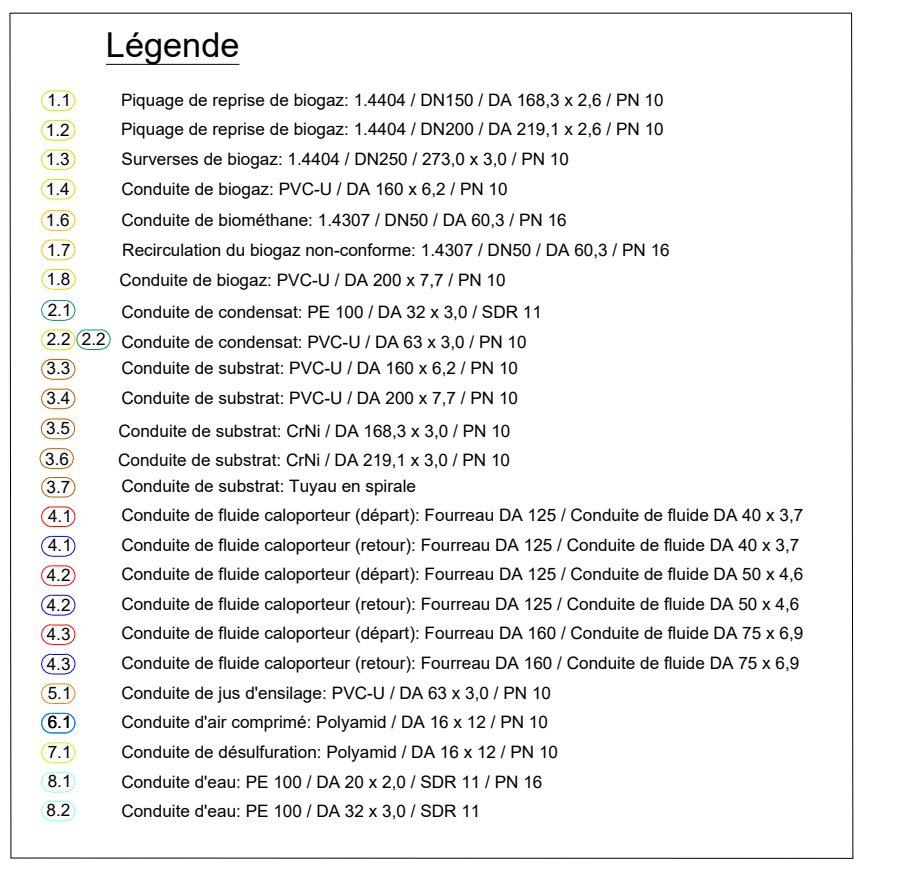 Légende
1.1 Piquage de reprise de biogaz: 1.4404 / DN150 / DA 168,3 x 2,6 / PN 10
1.2 Piquage de reprise de biogaz: 1.4404 / DN200 / DA 219,1 x 2,6 / PN 10
1.3 Surverses de biogaz: 1.4404 / DN250 / 273,0 x 3,0 / PN 10
1.4 Conduite de biogaz: PVC-U / DA 160 x 6,2 / PN 10
1.6 Conduite de biométhane: 1.4307 / DN50 / DA 60,3 / PN 16
1.7 Recirculation du biogaz non-conforme: 1.4307 / DN50 / DA 60,3 / PN 16
1.8 Conduite de biogaz: PVC-U / DA 200 x 7,7 / PN 10
2.1 Conduite de condensat: PE 100 / DA 32 x 3,0 / SDR 11
2.2 2.2 Conduite de condensat: PVC-U / DA 63 x 3,0 / PN 10
3.3 Conduite de substrat: PVC-U / DA 160 x 6,2 / PN 10
3.4 Conduite de substrat: PVC-U / DA 200 x 7,7 / PN 10
3.5 Conduite de substrat: CrNi / DA 168,3 x 3,0 / PN 10
3.6 Conduite de substrat: CrNi / DA 219,1 x 3,0 / PN 10
3.7 Conduite de substrat: Tuyau en spirale
4.1 Conduite de fluide caloporteur (départ): Fourreau DA 125 / Conduite de fluide DA 40 x 3,7
4.1 Conduite de fluide caloporteur (retour): Fourreau DA 125 / Conduite de fluide DA 40 x 3,7
4.2 Conduite de fluide caloporteur (départ): Fourreau DA 125 / Conduite de fluide DA 50 x 4,6
4.2 Conduite de fluide caloporteur (retour): Fourreau DA 125 / Conduite de fluide DA 50 x 4,6
4.3 Conduite de fluide caloporteur (départ): Fourreau DA 160 / Conduite de fluide DA 75 x 6,9
4.3 Conduite de fluide caloporteur (retour): Fourreau DA 160 / Conduite de fluide DA 75 x 6,9
5.1 Conduite de jus d'ensilage: PVC-U / DA 63 x 3,0 / PN 10
6.1 Conduite d'air comprimé: Polyamid / DA 16 x 12 / PN 10
7.1 Conduite de désulfuration: Polyamid / DA 16 x 12 / PN 10
8.1 Conduite d'eau: PE 100 / DA 20 x 2,0 / SDR 11 / PN 16
8.2 Conduite d'eau: PE 100 / DA 32 x 3,0 / SDR 11